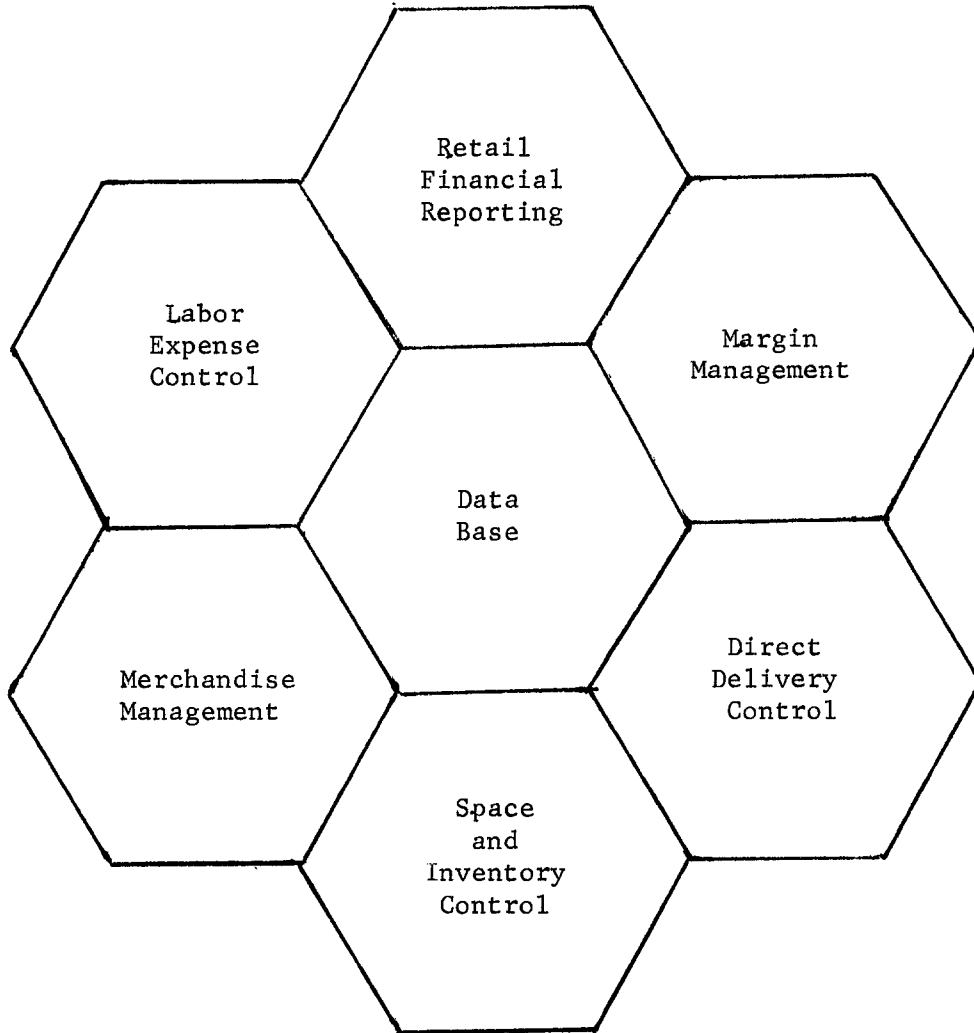 Retail
Financial
Reporting
Labor
Expense
Control
Margin
Management
Data
Base
Merchandise
Management
Direct
Delivery
Control
Space
and
Inventory
Control